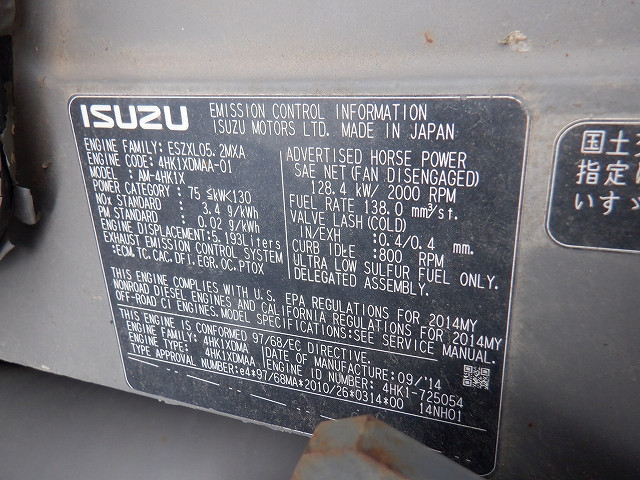 ISUZU EMISSION CONTROL INFORMATION
ISUZU MOTORS LTD. MADE IN JAPAN
ENGINE FAMILY: ESZXL05.2MXA
ENGINE CODE: 4HK1XDMAA-01
MODEL: AM-4HK1X
POWER CATEGORY: 75 ≦kW<130
NOx STANDARD : 3.4 g/kWh
PM STANDARD : 0.02 g/kWh
ENGINE DISPLACEMENT: 5.193Liters
EXHAUST EMISSION CONTROL SYSTEM
:ECM,TC,CAC,DFI,EGR,OC,PTOX
ADVERTISED HORSE POWER
SAE NET (FAN DISENGAGED)
128.4 kW/ 2000 RPM
FUEL RATE 138.0 mm³/st.
VALVE LASH (COLD)
IN/EXH :0.4/0.4 mm.
CURB IDLE :800 RPM
ULTRA LOW SULFUR FUEL ONLY.
DELEGATED ASSEMBLY.
THIS ENGINE COMPLIES WITH U.S. EPA REGULATIONS FOR 2014MY
NONROAD DIESEL ENGINES AND CALIFORNIA REGULATIONS FOR 2014MY
OFF-ROAD CI ENGINES. MODEL SPECIFICATIONS:SEE SERVICE MANUAL.
THIS ENGINE IS CONFORMED 97/68/EC DIRECTIVE.
ENGINE FAMILY: 4HK1XDMA DATE OF MANUFACTURE: 09/'14
ENGINE TYPE: 4HK1XDMAA ENGINE ID NUMBER: 4HK1-725054
TYPE APPROVAL NUMBER:e4*97/68MA*2010/26*0314*00 14NH01
国土
指定
いすゞ